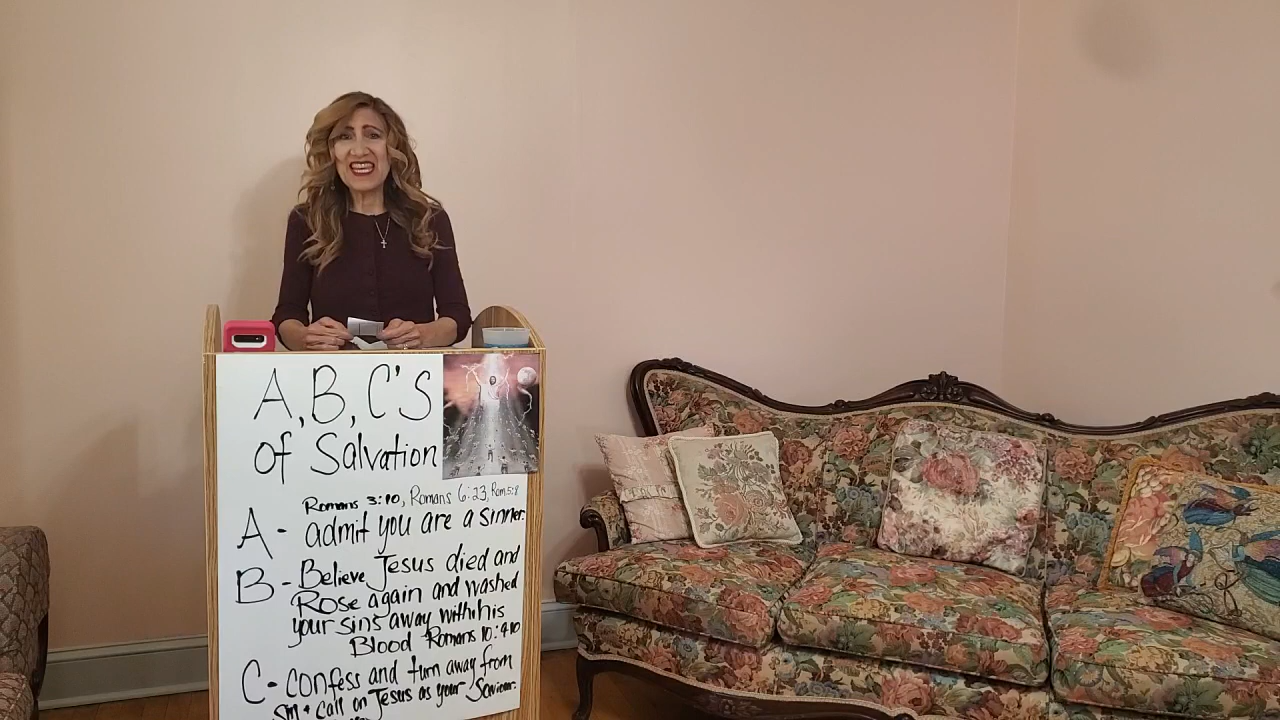 A,B,C'S
of Salvation
Romans 3:10, Romans 6:23, Rom. 5:8
A - admit you are a sinner.
B - Believe Jesus died and
Rose again and washed
your sins away with his
Blood Romans 10:9-10
C - confess and turn away from
Sin + call on Jesus as your Saviour.